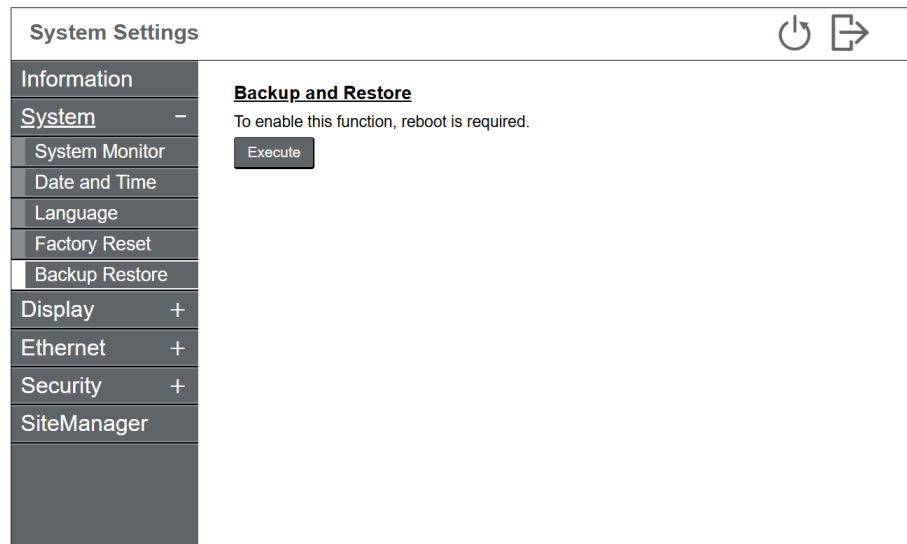 System Settings
Information
System −
System Monitor
Date and Time
Language
Factory Reset
Backup Restore
Display +
Ethernet +
Security +
SiteManager
Backup and Restore
To enable this function, reboot is required.
Execute